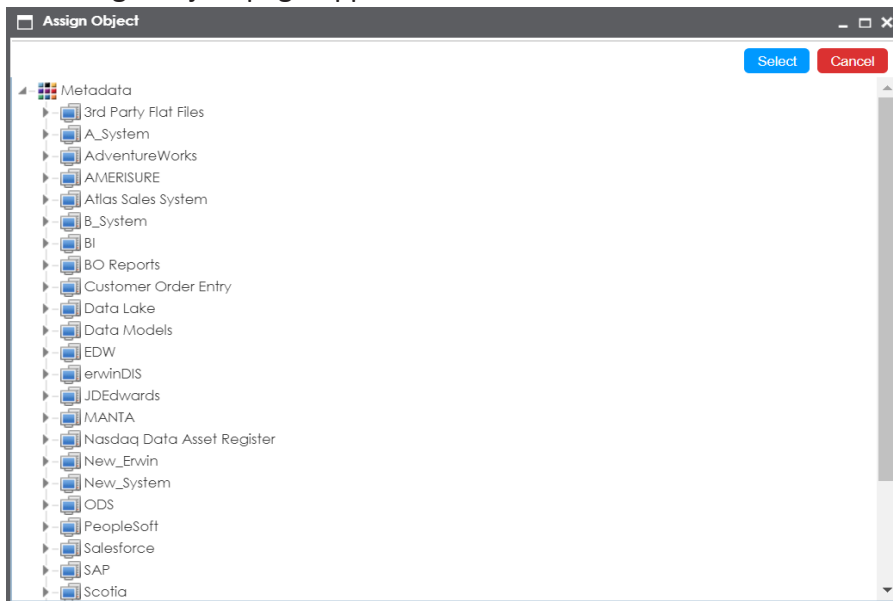 Assign Object
Select Cancel
Metadata
3rd Party Flat Files
A_System
AdventureWorks
AMERISURE
Atlas Sales System
B_System
BI
BO Reports
Customer Order Entry
Data Lake
Data Models
EDW
erwinDIS
JDEdwards
MANTA
Nasdaq Data Asset Register
New_Erwin
New_System
ODS
PeopleSoft
Salesforce
SAP
Scotia